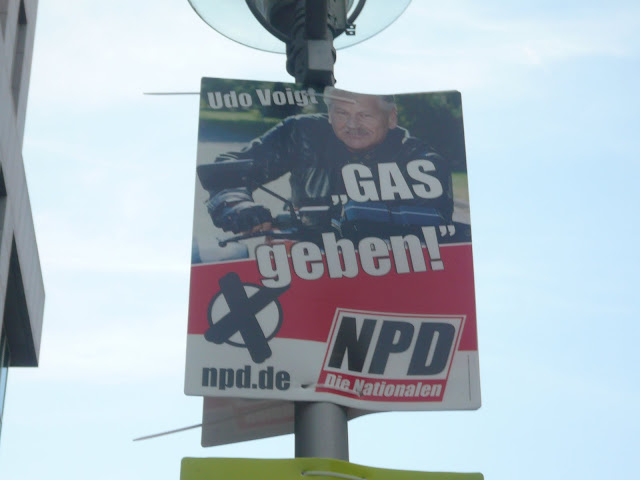 Udo Voigt
„GAS
geben!”
npd.de
NPD
Die Nationalen